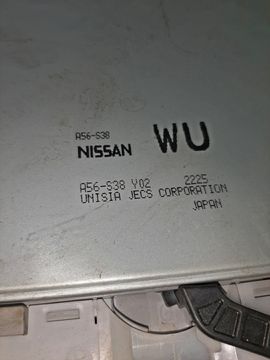 A56-S38
NISSAN WU
A56-S38 Y02 2225
UNISIA JECS CORPORATION
JAPAN